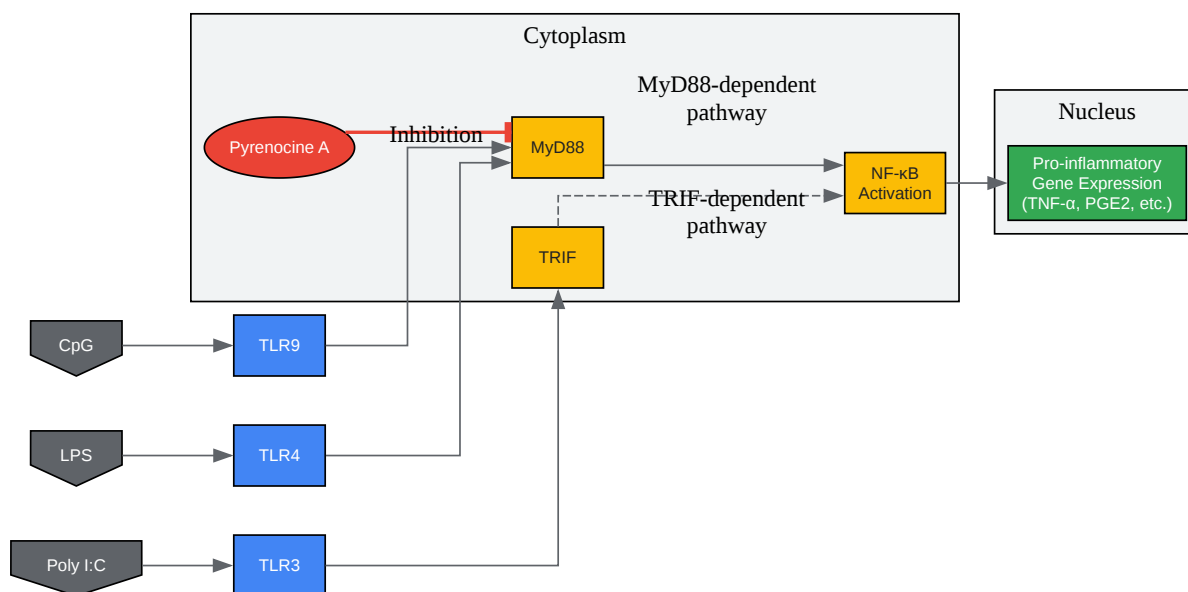 Cytoplasm
MyD88-dependent
pathway
Nucleus
Pyrenocine A
Inhibition
MyD88
NF-κB
Activation
Pro-inflammatory
Gene Expression
(TNF-α, PGE2, etc.)
TRIF-dependent
pathway
TRIF
CpG
TLR9
LPS
TLR4
Poly I:C
TLR3